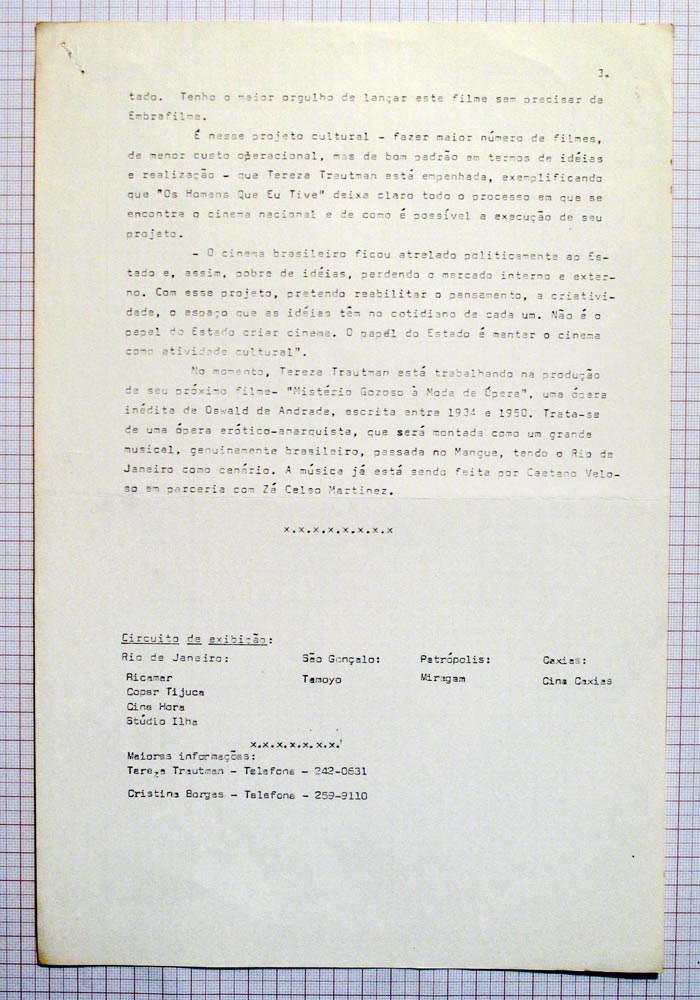 3.
tado. Tenho o maior orgulho de lançar este filme sem precisar da
Embrafilme.
É nesse projeto cultural - fazer maior número de filmes,
de menor custo operacional, mas de bom padrão em termos de idéias
e realização - que Tereza Trautman está empenhada, exemplificando
que "Os Homens Que Eu Tive" deixa claro todo o processo em que se
encontra o cinema nacional e de como é possível a execução de seu
projeto.
- O cinema brasileiro ficou atrelado politicamente ao Es-
tado e, assim, pobre de idéias, perdendo o mercado interno e exter-
no. Com esse projeto, pretendo reabilitar o pensamento, a criativi-
dade, o espaço que as idéias têm no cotidiano de cada um. Não é o
papel do Estado criar cinema. O papél do Estado é manter o cinema
como atividade cultural".
No momento, Tereza Trautman está trabalhando na produção
de seu próximo filme- "Mistério Gozoso à Moda de Ópera", uma ópera
inédita de Oswald de Andrade, escrita entre 1934 e 1950. Trata-se
de uma ópera erótico-anarquista, que será montada como um grande
musical, genuinamente brasileiro, passada no Mangue, tendo o Rio de
Janeiro como cenário. A música já está sendo feita por Caetano Velo-
so em parceria com Zé Celso Martinez.
x.x.x.x.x.x.x.x
Circuito de exibição:
Rio de Janeiro: São Gonçalo: Petrópolis: Caxias:
Ricamar Tamoyo Miragem Cine Caxias
Coper Tijuca
Cine Hora
Stúdio Ilha
x.x.x.x.x.x.x.
Maiores informações:
Tereza Trautman - Telefone - 242-0631
Cristina Borges - Telefone - 259-9110